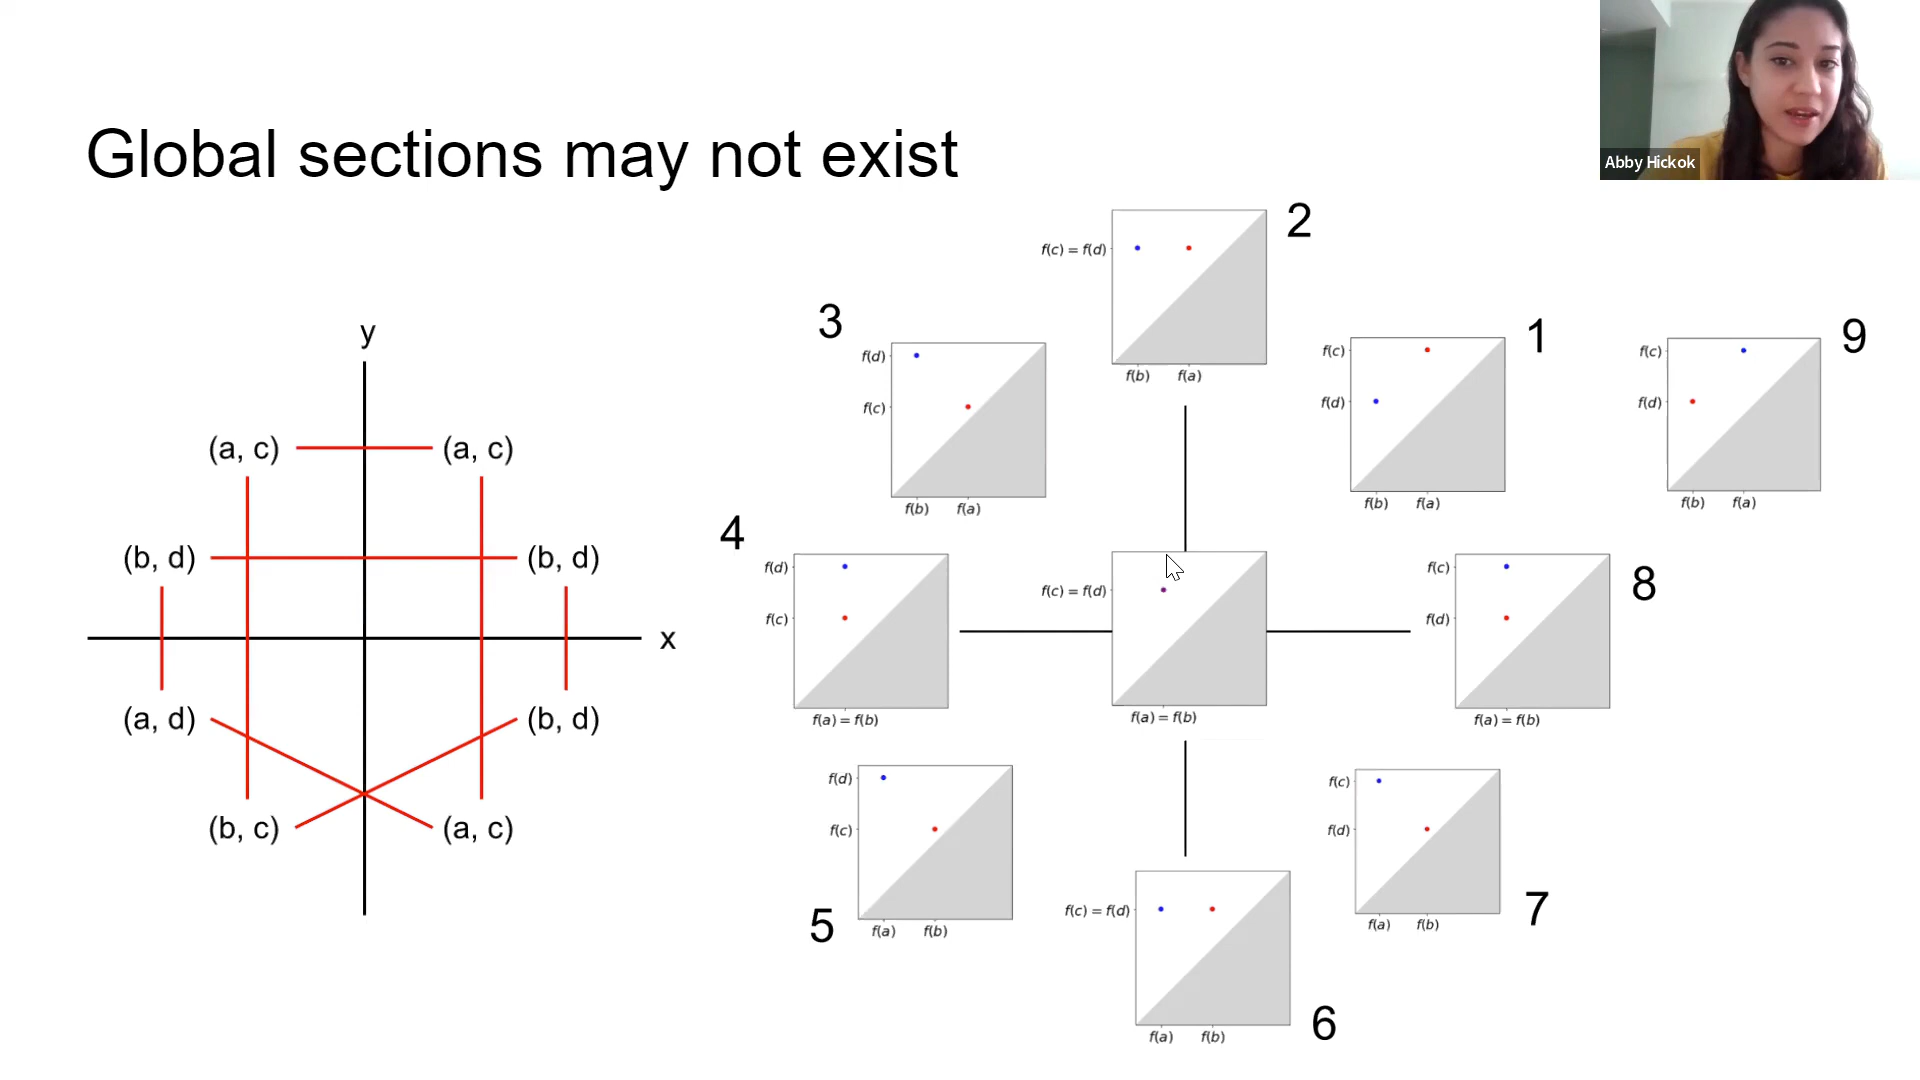 Global sections may not exist
Abby Hickok
y
(a, c)
(a, c)
(b, d)
(b, d)
x
(a, d)
(b, d)
(b, c)
(a, c)
2
f(c) = f(d)
f(b) f(a)
3
f(d)
f(c)
f(b) f(a)
1
f(c)
f(d)
f(b) f(a)
9
f(c)
f(d)
f(b) f(a)
4
f(d)
f(c)
f(a) = f(b)
f(c) = f(d)
f(a) = f(b)
8
f(c)
f(d)
f(a) = f(b)
5
f(d)
f(c)
f(a) f(b)
6
f(c) = f(d)
f(a) f(b)
7
f(c)
f(d)
f(a) f(b)